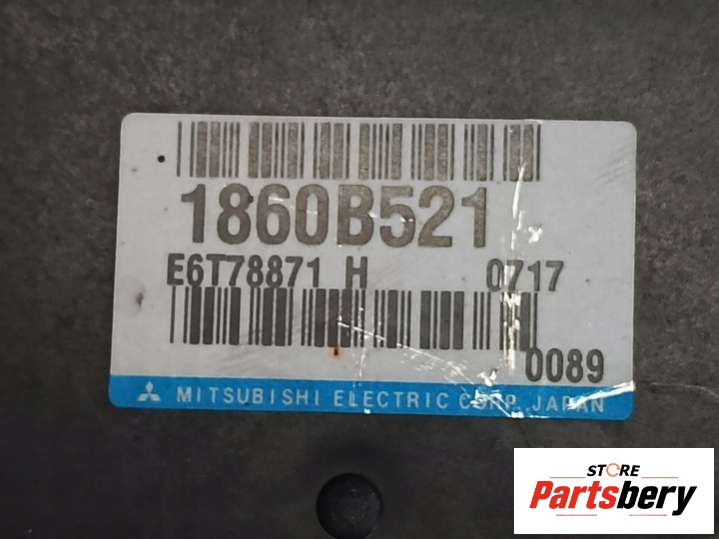 1860B521
E6T78871 H 0717
0089
MITSUBISHI ELECTRIC CORP. JAPAN
STORE
Partsbery